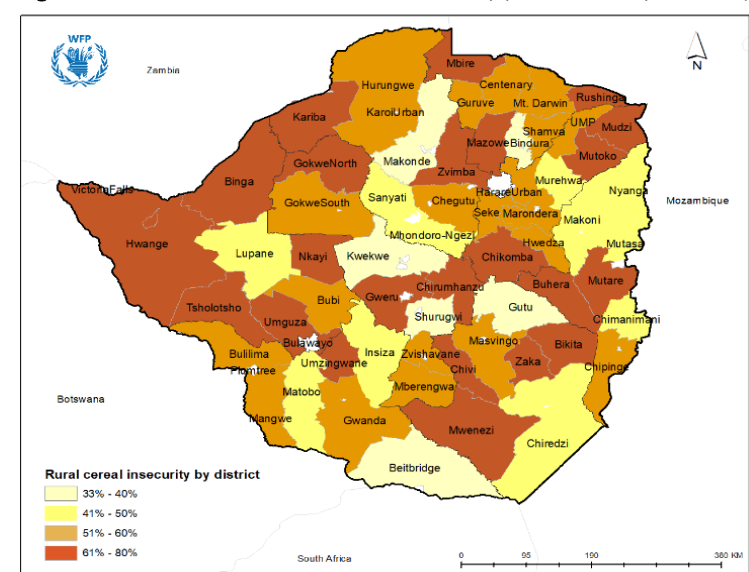 WFP
Zambia
N
Mbire
Hurungwe
Centenary
KaroiUrban
Guruve
Mt. Darwin
Rushinga
Kariba
UMP
Mudzi
Shamva
Mazowe
Bindura
Mutoko
GokweNorth
Makonde
Zvimba
Binga
Murehwa
VictoriaFalls
HarareUrban
Nyanga
Sanyati
Chegutu
GokweSouth
Mozambique
Seke
Marondera
Makoni
Mhondoro-Ngezi
Hwange
Hwedza
Mutasa
Lupane
Nkayi
Kwekwe
Chikomba
Mutare
Buhera
Chirumhanzu
Gweru
Bubi
Tsholotsho
Gutu
Shurugwi
Umguza
Chimanimani
Bulawayo
Masvingo
Bikita
Bulilima
Insiza
Zvishavane
Zaka
Umzingwane
Chivi
Chipinge
Plumtree
Mberengwa
Matobo
Botswana
Mangwe
Gwanda
Mwenezi
Chiredzi
Beitbridge
Rural cereal insecurity by district
33% - 40%
41% - 50%
51% - 60%
61% - 80%
South Africa
0 95 190 380 KM